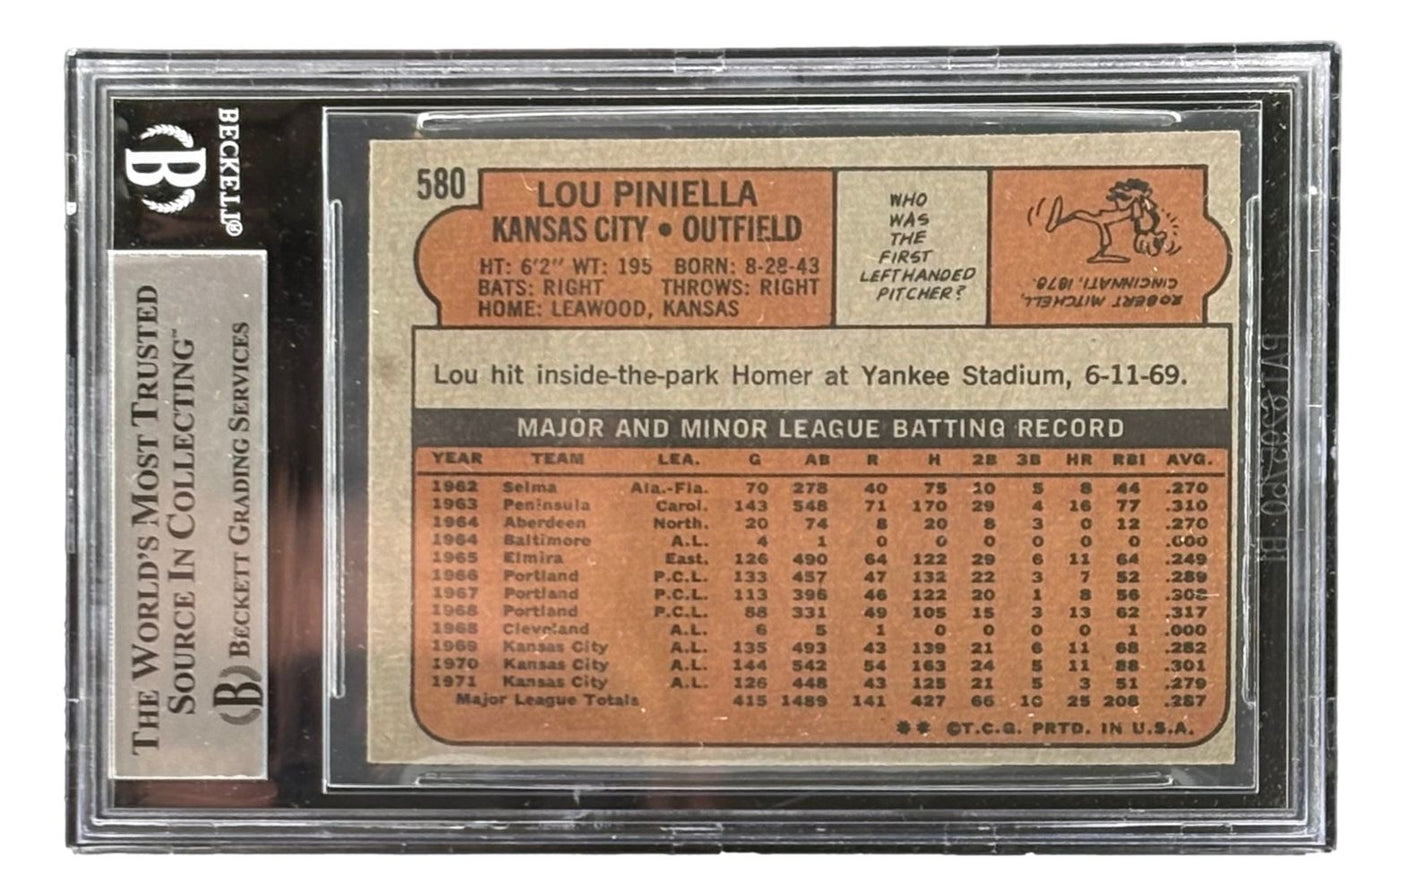 BECKETT®
THE WORLD'S MOST TRUSTED
SOURCE IN COLLECTING™
BECKETT GRADING SERVICES
580
LOU PINIELLA
KANSAS CITY • OUTFIELD
HT: 6'2" WT: 195 BORN: 8-28-43
BATS: RIGHT THROWS: RIGHT
HOME: LEAWOOD, KANSAS
WHO
WAS
THE
FIRST
LEFTHANDED
PITCHER?
ROBERT MITCHELL,
CINCINNATI, 1878.
Lou hit inside-the-park Homer at Yankee Stadium, 6-11-69.
MAJOR AND MINOR LEAGUE BATTING RECORD
YEAR TEAM LEA. G AB R H 2B 3B HR RBI AVG.
1962 Selma Ala.-Fla. 70 278 40 75 10 5 8 44 .270
1963 Peninsula Carol. 143 548 71 170 29 4 16 77 .310
1964 Aberdeen North. 20 74 8 20 8 3 0 12 .270
1964 Baltimore A.L. 4 1 0 0 0 0 0 0 .000
1965 Elmira East. 126 490 64 122 29 6 11 64 .249
1966 Portland P.C.L. 133 457 47 132 22 3 7 52 .289
1967 Portland P.C.L. 113 396 46 122 20 1 8 56 .308
1968 Portland P.C.L. 88 331 49 105 15 3 13 62 .317
1968 Cleveland A.L. 6 5 1 0 0 0 0 1 .000
1969 Kansas City A.L. 135 493 43 139 21 6 11 68 .282
1970 Kansas City A.L. 144 542 54 163 24 5 11 88 .301
1971 Kansas City A.L. 126 448 43 125 21 5 3 51 .279
Major League Totals 415 1489 141 427 66 16 25 208 .287
** ©T.C.G. PRTD. IN U.S.A.